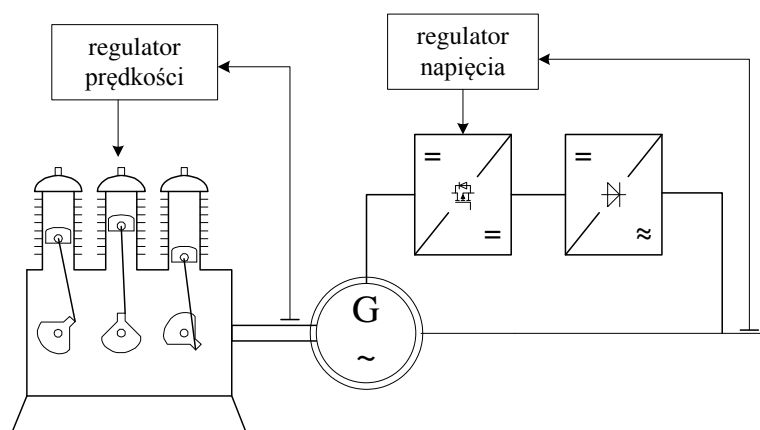 regulator
prędkości
regulator
napięcia
=
=
=
≈
G
~